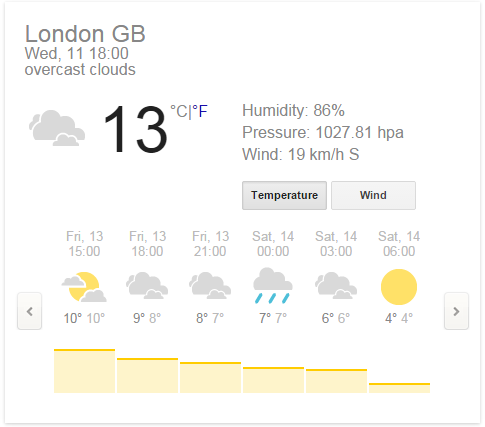 London GB
Wed, 11 18:00
overcast clouds
13 °C|°F
Humidity: 86%
Pressure: 1027.81 hpa
Wind: 19 km/h S
Temperature Wind
Fri, 13 Fri, 13 Fri, 13 Sat, 14 Sat, 14 Sat, 14
15:00 18:00 21:00 00:00 03:00 06:00
10° 10° 9° 8° 8° 7° 7° 7° 6° 6° 4° 4°